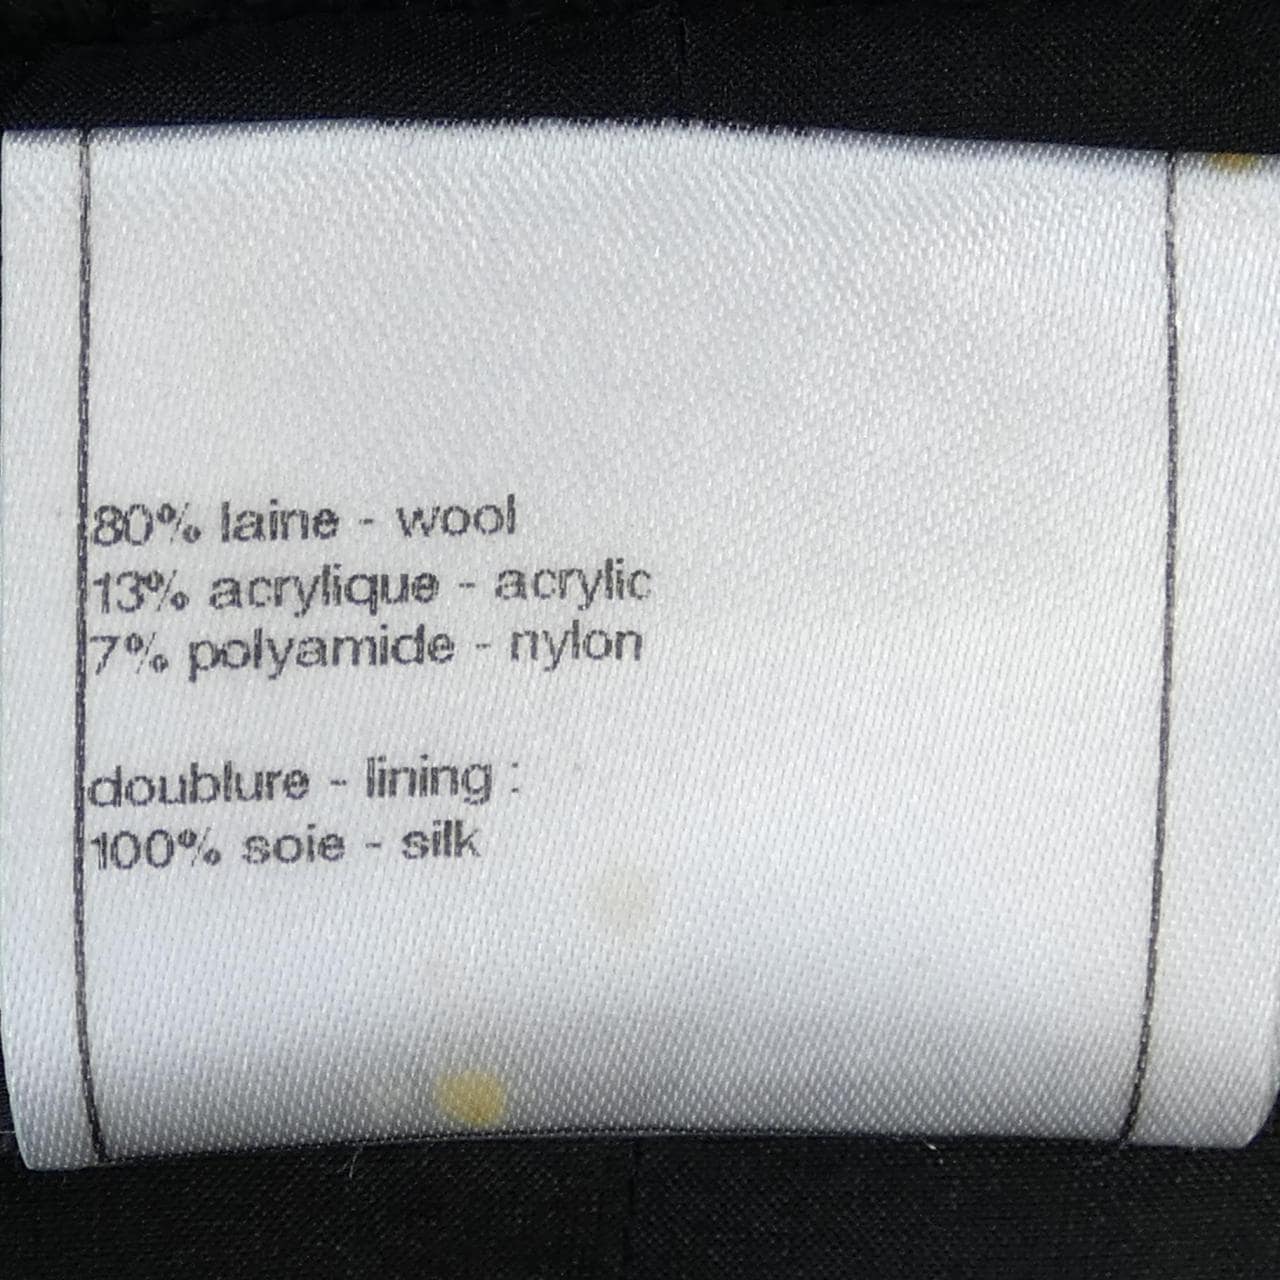 80% laine - wool
13% acrylique - acrylic
7% polyamide - nylon
doublure - lining :
100% soie - silk